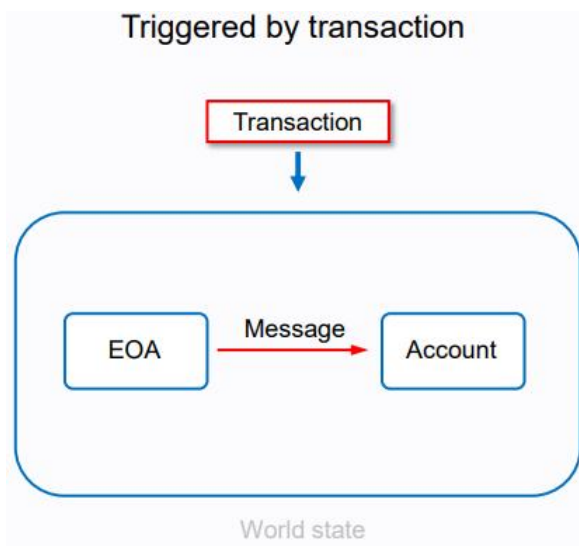 Triggered by transaction
Transaction
Message
EOA
Account
World state